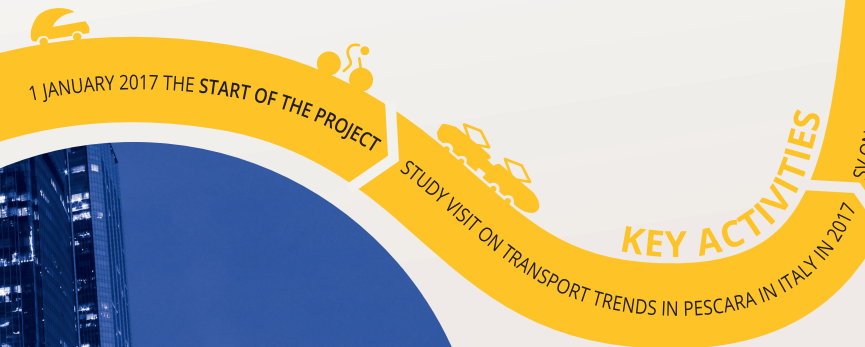 1 JANUARY 2017 THE START OF THE PROJECT
STUDY VISIT ON TRANSPORT TRENDS IN PESCARA IN ITALY IN 2017
KEY ACTIVITIES